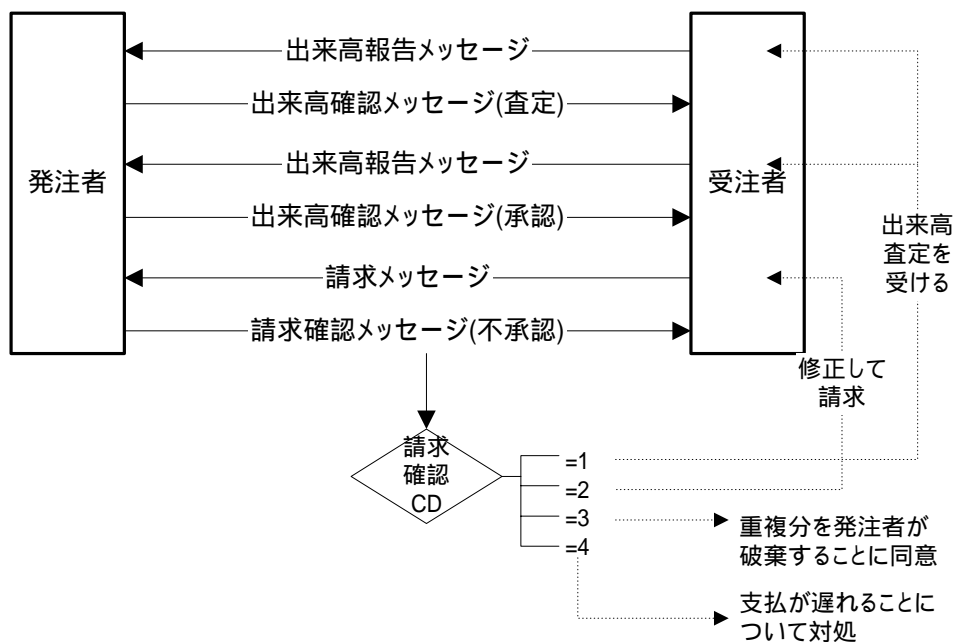 出来高報告メッセージ
出来高確認メッセージ(査定)
出来高報告メッセージ
発注者
受注者
出来高確認メッセージ(承認)
出来高
査定を
受ける
請求メッセージ
請求確認メッセージ(不承認)
修正して
請求
請求
確認
CD
=1
=2
=3
=4
重複分を発注者が
破棄することに同意
支払が遅れることに
ついて対処